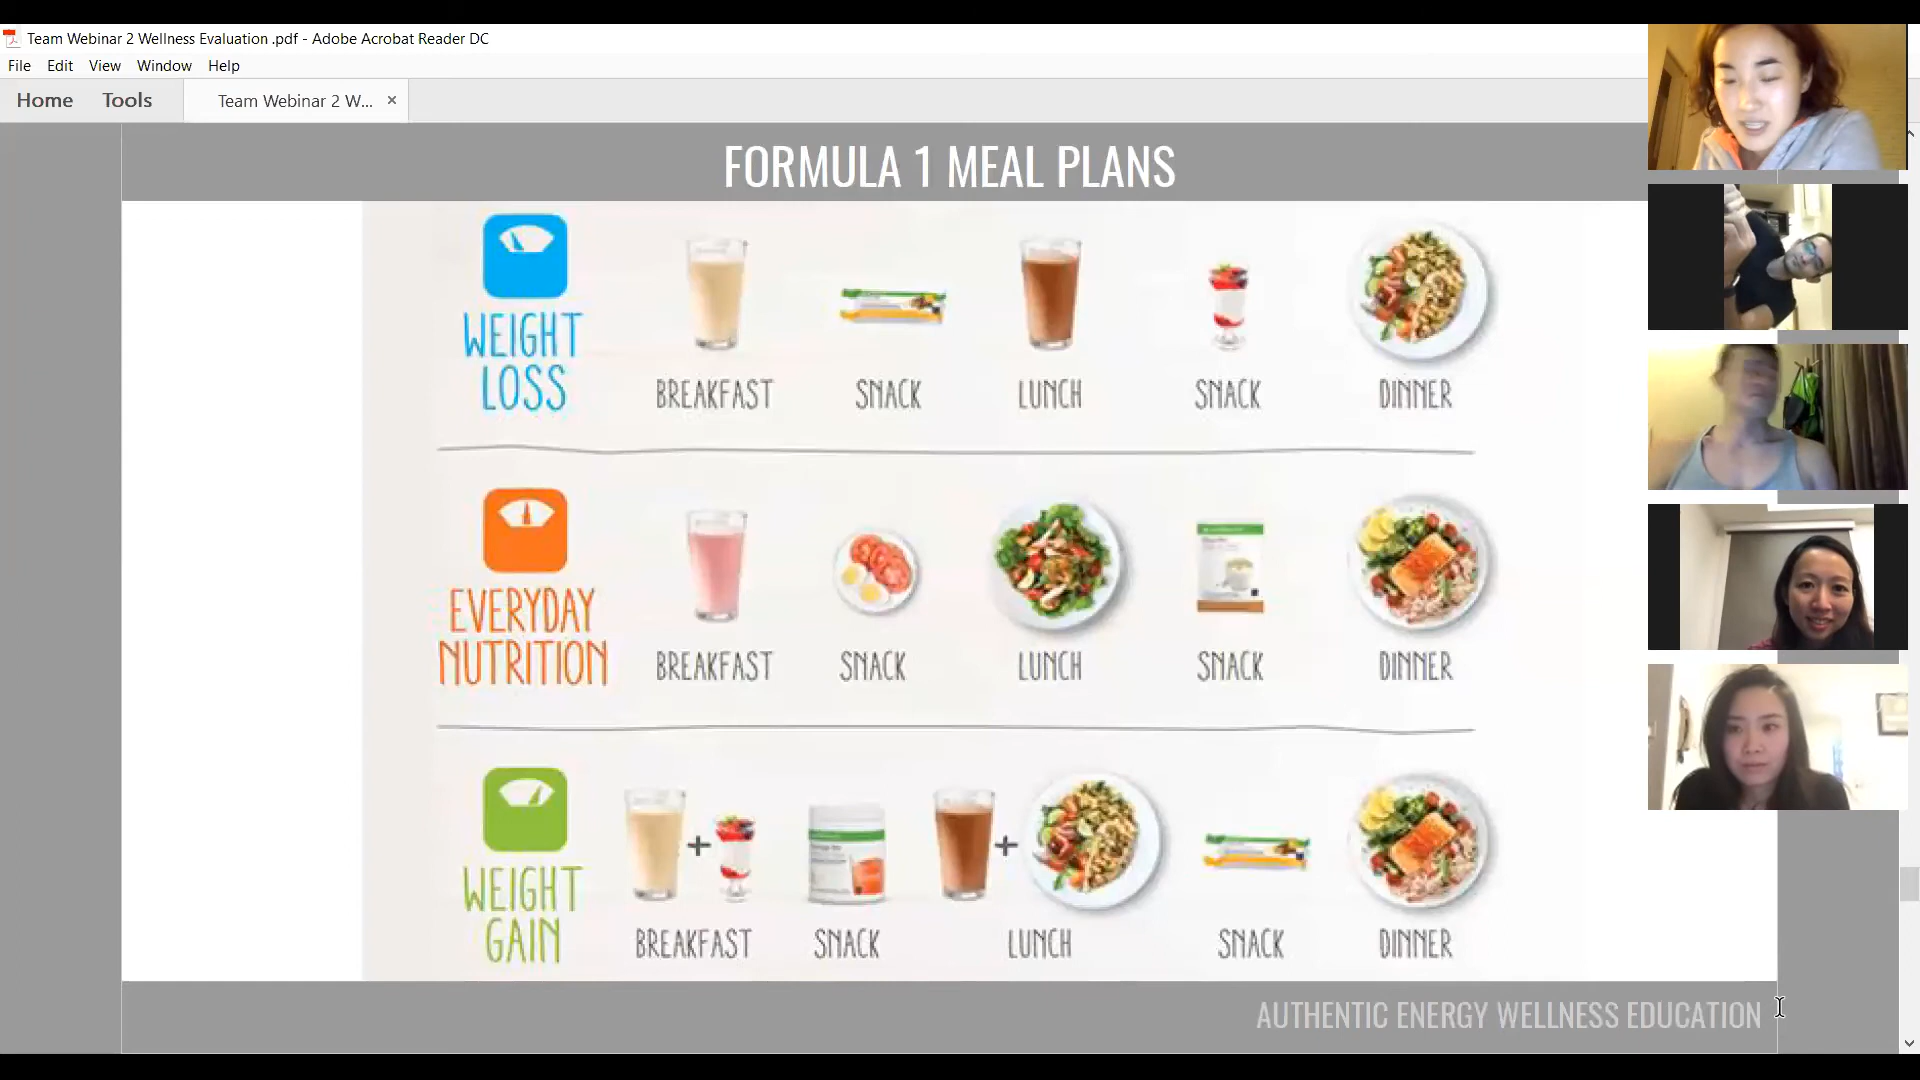 Team Webinar 2 Wellness Evaluation .pdf - Adobe Acrobat Reader DC
File Edit View Window Help
Home Tools Team Webinar 2 W... ×
FORMULA 1 MEAL PLANS
WEIGHT
LOSS
BREAKFAST SNACK LUNCH SNACK DINNER
EVERYDAY
NUTRITION
BREAKFAST SNACK LUNCH SNACK DINNER
+ +
WEIGHT
GAIN
BREAKFAST SNACK LUNCH SNACK DINNER
AUTHENTIC ENERGY WELLNESS EDUCATION